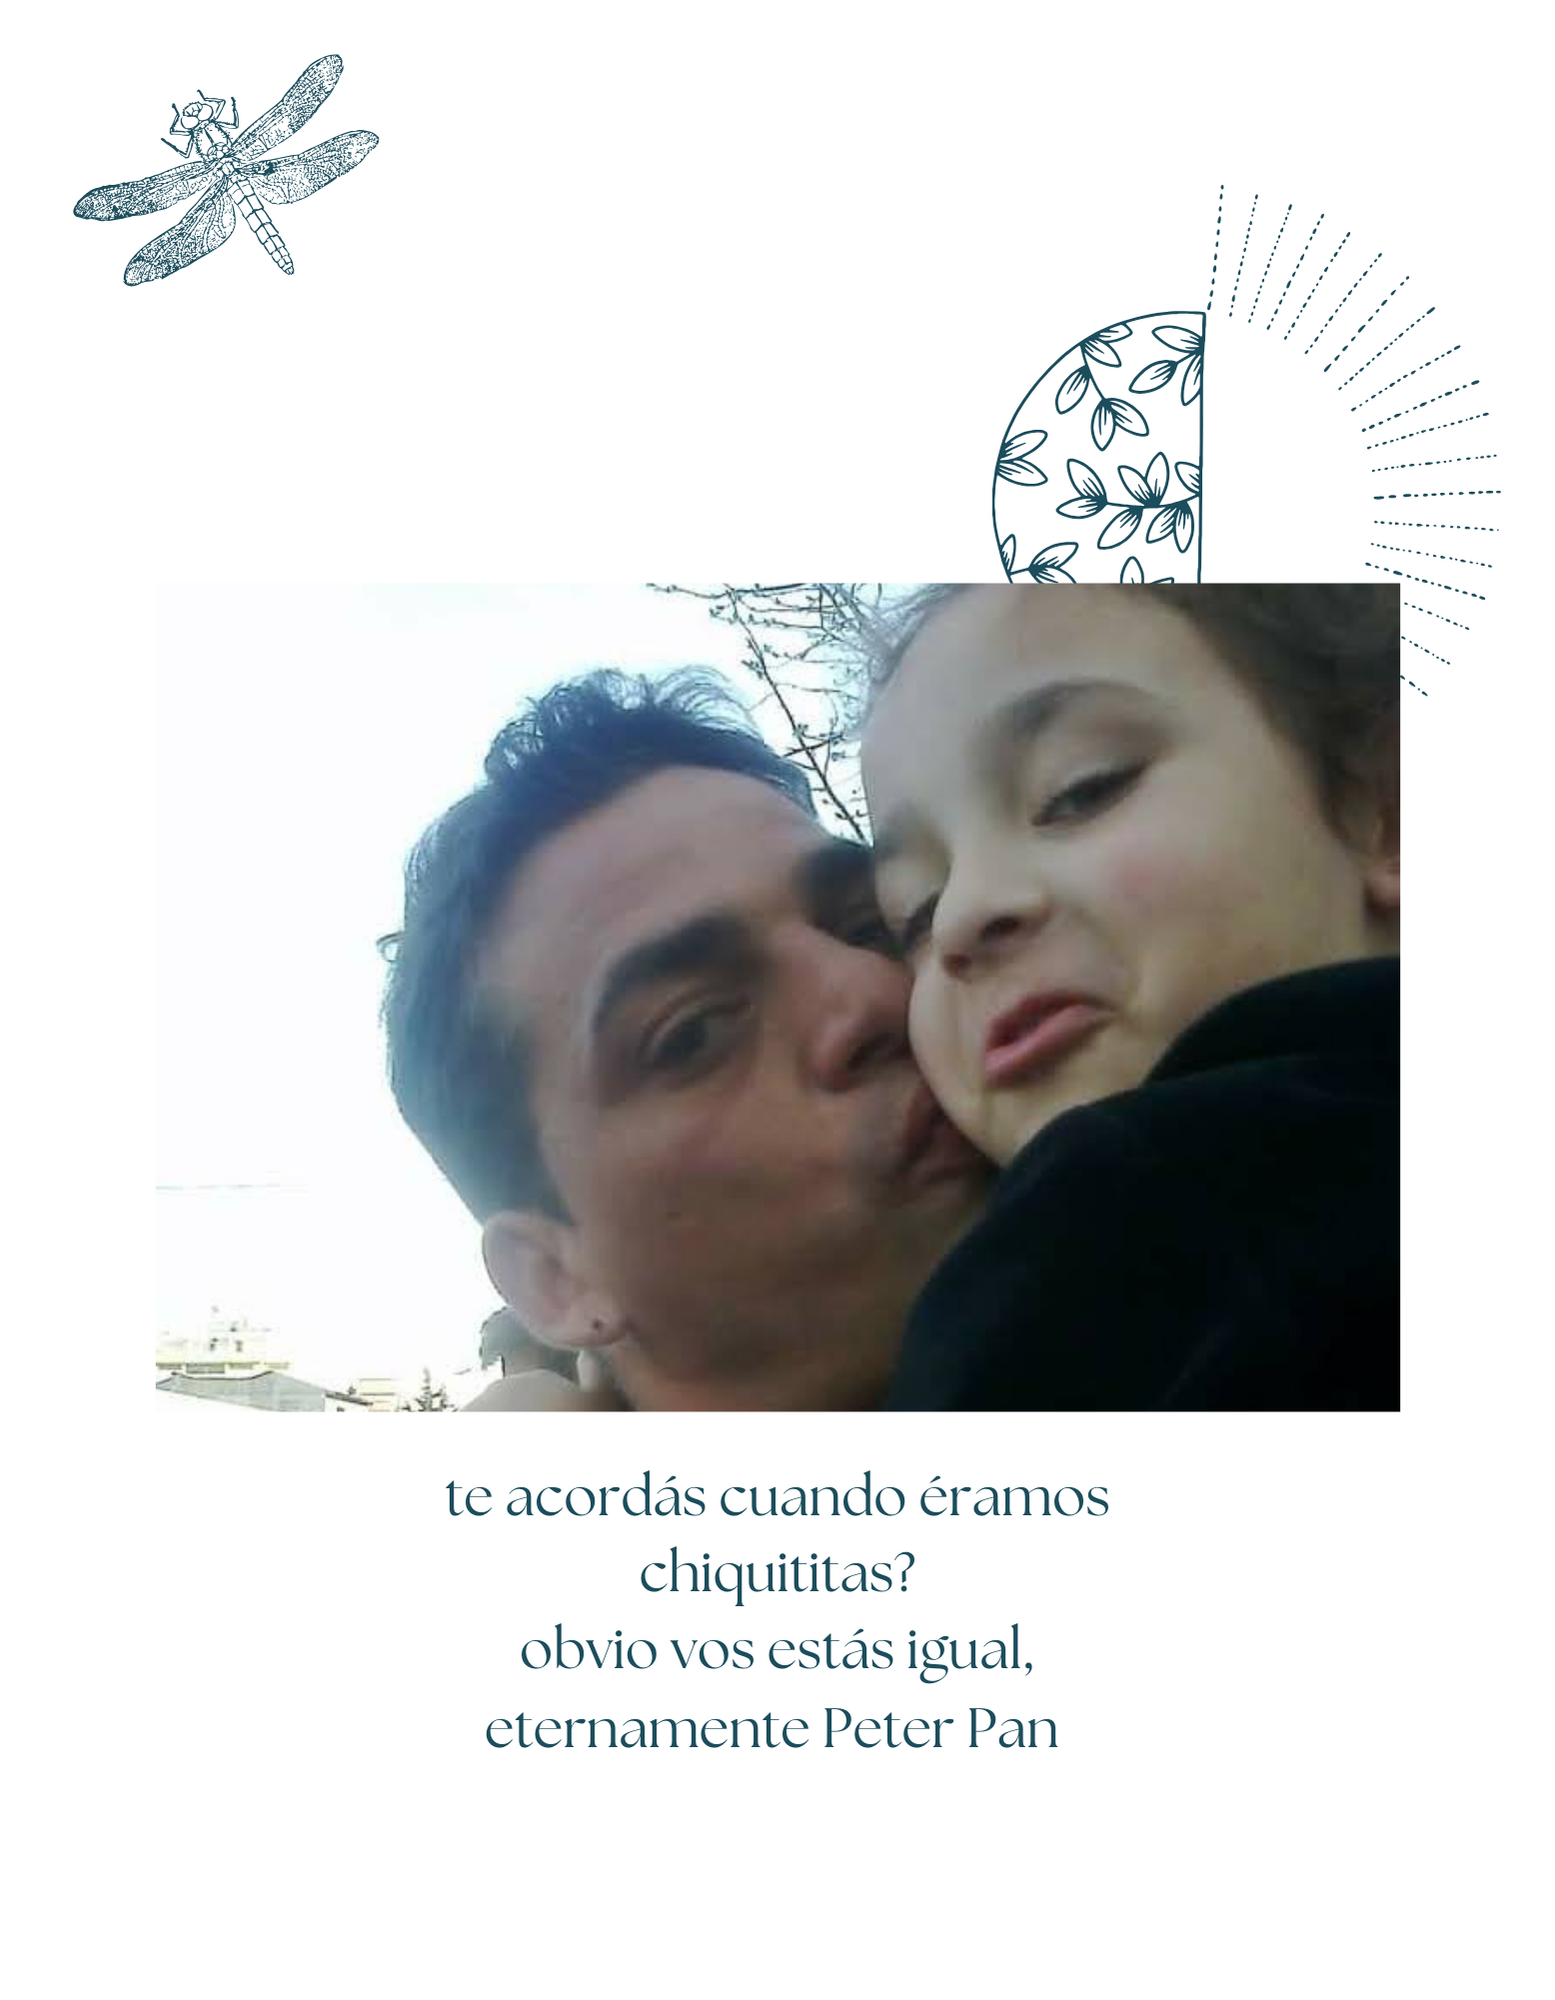 te acordás cuando éramos
chiquititas?
obvio vos estás igual,
eternamente Peter Pan